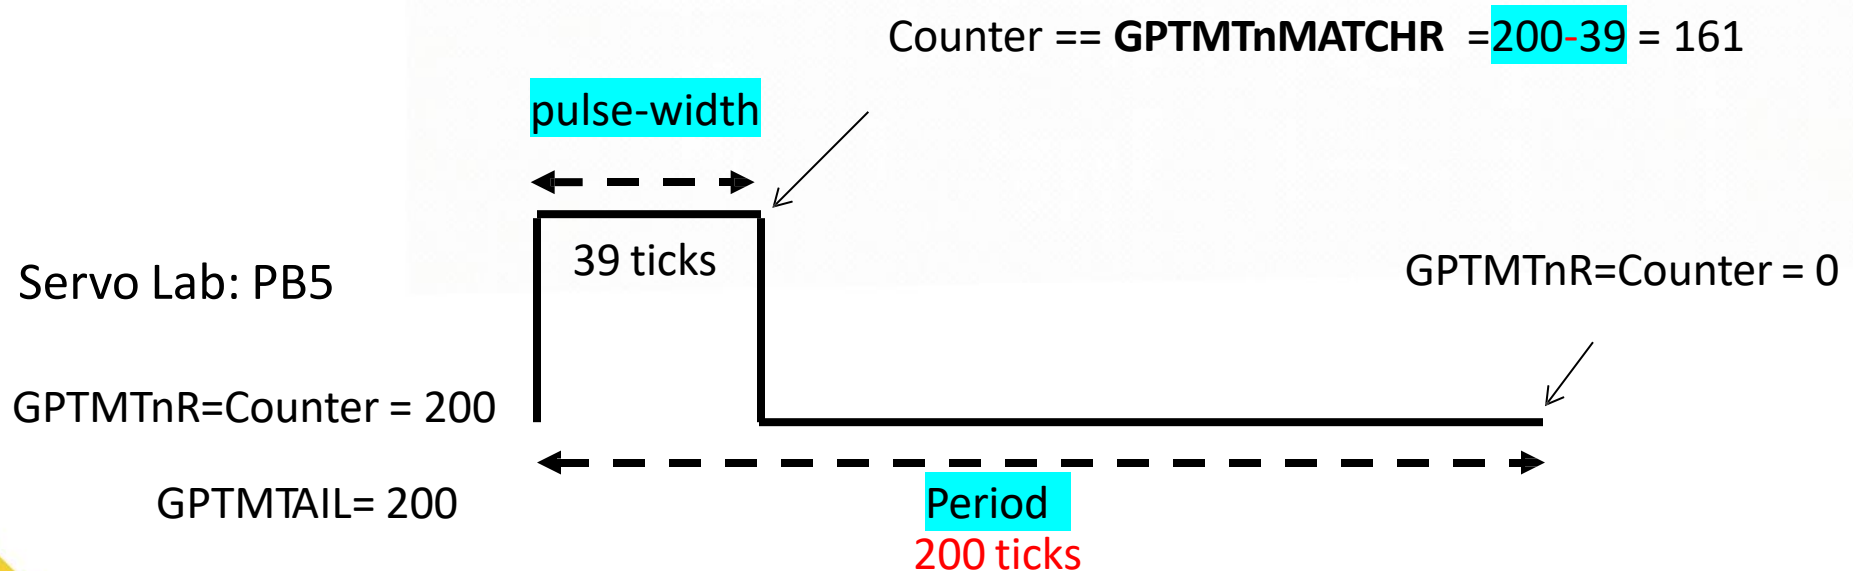 Counter == GPTMTnMATCHR =200-39 = 161
pulse-width
39 ticks
Servo Lab: PB5
GPTMTnR=Counter = 0
GPTMTnR=Counter = 200
GPTMTAIL= 200
Period
200 ticks